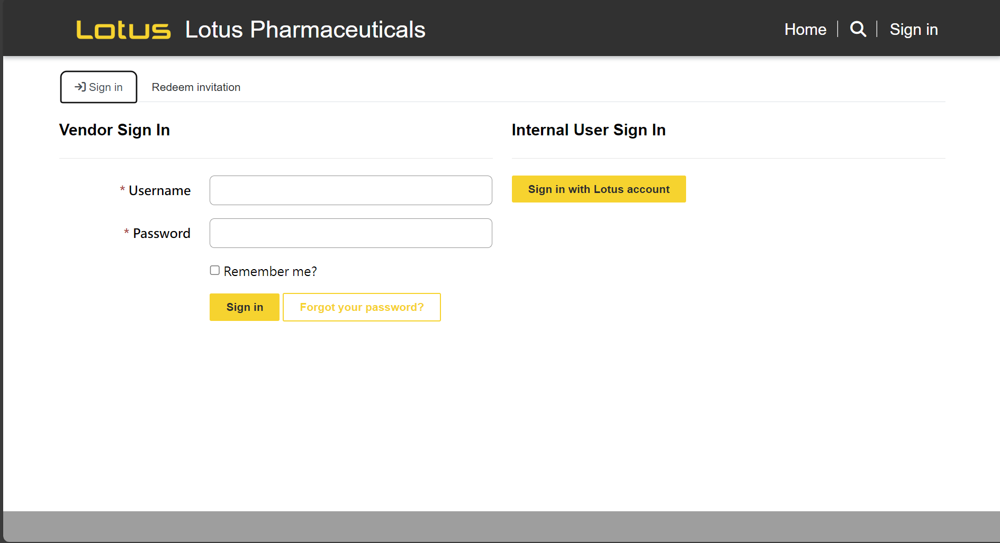 Lotus Lotus Pharmaceuticals Home Sign in
Sign in Redeem invitation
Vendor Sign In
* Username
* Password
Remember me?
Sign in Forgot your password?
Internal User Sign In
Sign in with Lotus account